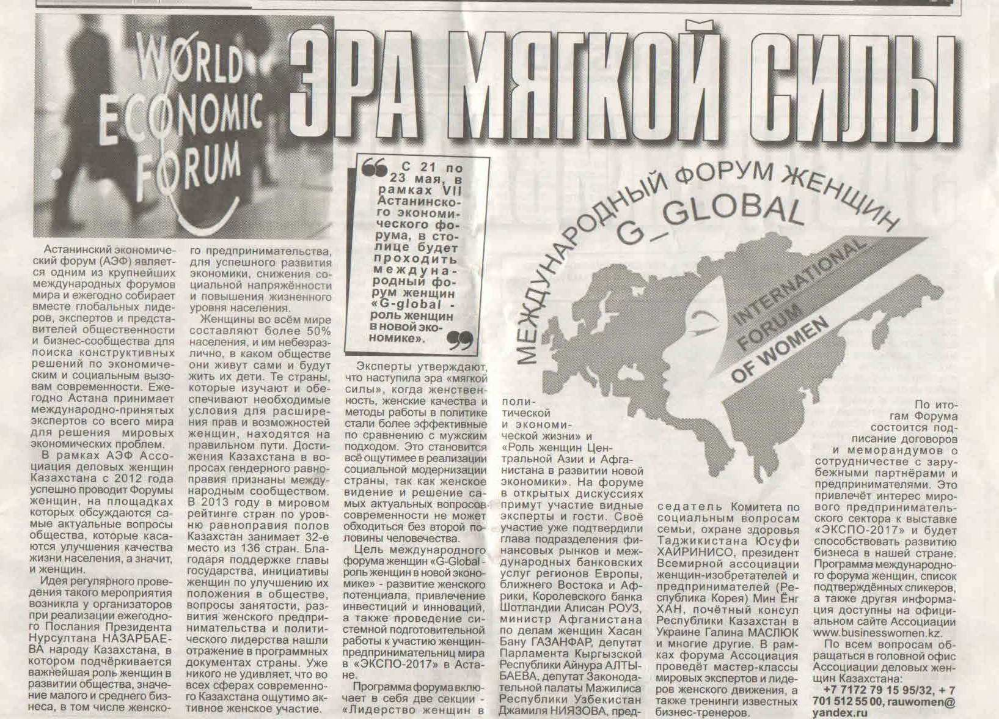 WORLD
ECONOMIC
FORUM
ЭРА МЯГКОЙ СИЛЫ
Астанинский экономиче-
ский форум (АЭФ) являет-
ся одним из крупнейших
международных форумов
мира и ежегодно собирает
вместе глобальных лиде-
ров, экспертов и предста-
вителей общественности
и бизнес-сообщества для
поиска конструктивных
решений по экономиче-
ским и социальным вызо-
вам современности. Еже-
годно Астана принимает
международно-принятых
экспертов со всего мира
для решения мировых
экономических проблем.
В рамках АЭФ Ассо-
циация деловых женщин
Казахстана с 2012 года
успешно проводит Форумы
женщин, на площадках
которых обсуждаются са-
мые актуальные вопросы
общества, которые каса-
ются улучшения качества
жизни населения, а значит,
и женщин.
Идея регулярного прове-
дения такого мероприятия
возникла у организаторов
при реализации ежегодно-
го Послания Президента
Нурсултана НАЗАРБАЕ-
ВА народу Казахстана, в
котором подчёркивается
важнейшая роль женщин в
развитии общества, значе-
ние малого и среднего биз-
неса, в том числе женско-
го предпринимательства,
для успешного развития
экономики, снижения со-
циальной напряжённости
и повышения жизненного
уровня населения.
Женщины во всём мире
составляют более 50%
населения, и им небезраз-
лично, в каком обществе
они живут сами и будут
жить их дети. Те страны,
которые изучают и обе-
спечивают необходимые
условия для расшире-
ния прав и возможностей
женщин, находятся на
правильном пути. Дости-
жения Казахстана в во-
просах гендерного равно-
правия признаны между-
народным сообществом.
В 2013 году в мировом
рейтинге стран по уров-
ню равноправия полов
Казахстан занимает 32-е
место из 136 стран. Бла-
годаря поддержке главы
государства, инициативы
женщин по улучшению их
положения в обществе,
вопросы занятости, раз-
вития женского предпри-
нимательства и полити-
ческого лидерства нашли
отражение в программных
документах страны. Уже
никого не удивляет, что во
всех сферах современно-
го Казахстана ощутимо ак-
тивное женское участие.
С 21 по
23 мая, в
рамках VII
Астанинско-
го экономи-
ческого фо-
рума, в сто-
лице будет
проходить
междуна-
родный фо-
рум женщин
«G-global -
роль женщин
в новой эко-
номике».
Эксперты утверждают,
что наступила эра «мягкой
силы», когда женствен-
ность, женские качества и
методы работы в политике
стали более эффективные
по сравнению с мужским
подходом. Это становится
всё ощутимее в реализации
социальной модернизации
страны, так как женское
видение и решение са-
мых актуальных вопросов
современности не может
обходиться без второй по-
ловины человечества.
Цель международного
форума женщин «G-Global -
роль женщин в новой эконо-
мике» - развитие женского
потенциала, привлечение
инвестиций и инноваций,
а также проведение си-
стемной подготовительной
работы к участию женщин-
предпринимательниц мира
в «ЭКСПО-2017» в Аста-
не.
Программа форума вклю-
чает в себя две секции -
«Лидерство женщин в
МЕЖДУНАРОДНЫЙ ФОРУМ ЖЕНЩИН
G_GLOBAL
INTERNATIONAL
FORUM
OF WOMEN
поли-
тической
и экономи-
ческой жизни» и
«Роль женщин Цен-
тральной Азии и Афга-
нистана в развитии новой
экономики». На форуме
в открытых дискуссиях
примут участие видные
эксперты и гости. Своё
участие уже подтвердили
глава подразделения фи-
нансовых рынков и меж-
дународных банковских
услуг регионов Европы,
ближнего Востока и Аф-
рики, Королевского банка
Шотландии Алисан РОУЗ,
министр Афганистана
по делам женщин Хасан
Бану ГАЗАНФАР, депутат
Парламента Кыргызской
Республики Айнура АЛТЫ-
БАЕВА, депутат Законода-
тельной палаты Мажилиса
Республики Узбекистан
Джамиля НИЯЗОВА, пред-
седатель Комитета по
социальным вопросам
семьи, охране здоровья
Таджикистана Юсуфи
ХАЙРИНИСО, президент
Всемирной ассоциации
женщин-изобретателей и
предпринимателей (Ре-
спублика Корея) Мин Ёнг
ХАН, почётный консул
Республики Казахстан в
Украине Галина МАСЛЮК
и многие другие. В рам-
ках форума Ассоциация
проведёт мастер-классы
мировых экспертов и лиде-
ров женского движения, а
также тренинги известных
бизнес-тренеров.
По ито-
гам Форума
состоится под-
писание договоров
и меморандумов о
сотрудничестве с зару-
бежными партнёрами и
предпринимателями. Это
привлечёт интерес миро-
вого предприниматель-
ского сектора к выставке
«ЭКСПО-2017» и будет
способствовать развитию
бизнеса в нашей стране.
Программа международно-
го форума женщин, список
подтверждённых спикеров,
а также другая информа-
ция доступны на офици-
альном сайте Ассоциации
www.businesswomen.kz.
По всем вопросам об-
ращаться в головной офис
Ассоциации деловых жен-
щин Казахстана:
+7 7172 79 15 95/32, + 7
701 512 55 00, rauwomen@
yandex.ru